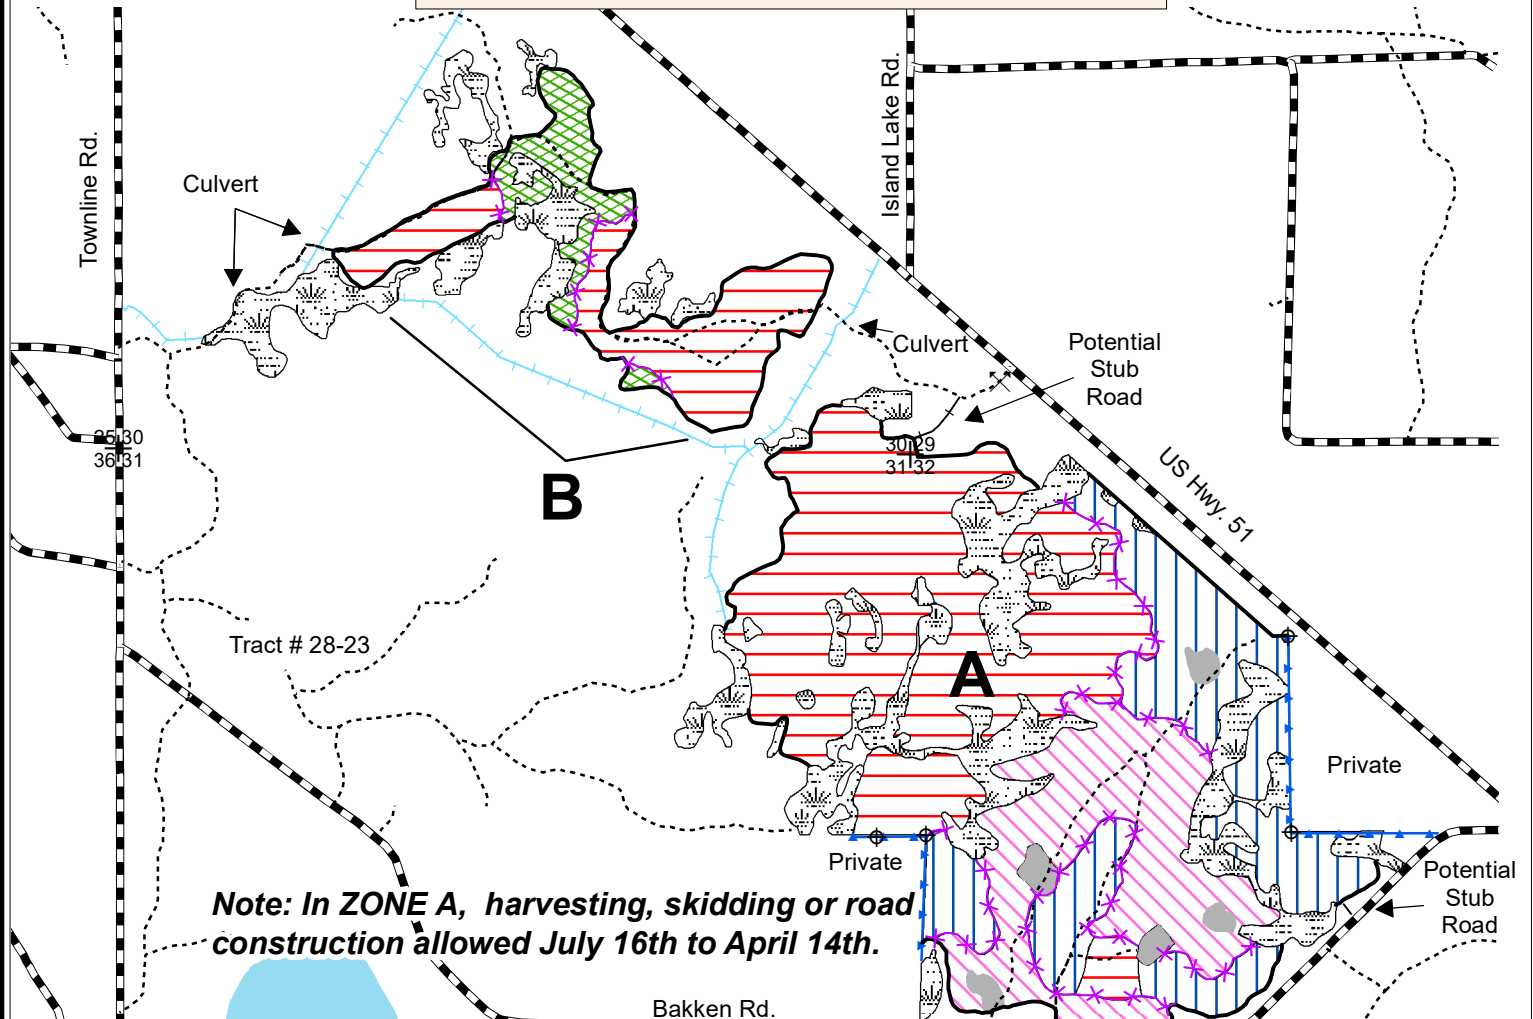 Townline Rd.
Culvert
Island Lake Rd.
Culvert
Potential
Stub
Road
35 30
36 31
30 29
31 32
US Hwy. 51
B
Tract # 28-23
A
Private
Private
Potential
Stub
Road
Note: In ZONE A, harvesting, skidding or road
construction allowed July 16th to April 14th.
Bakken Rd.